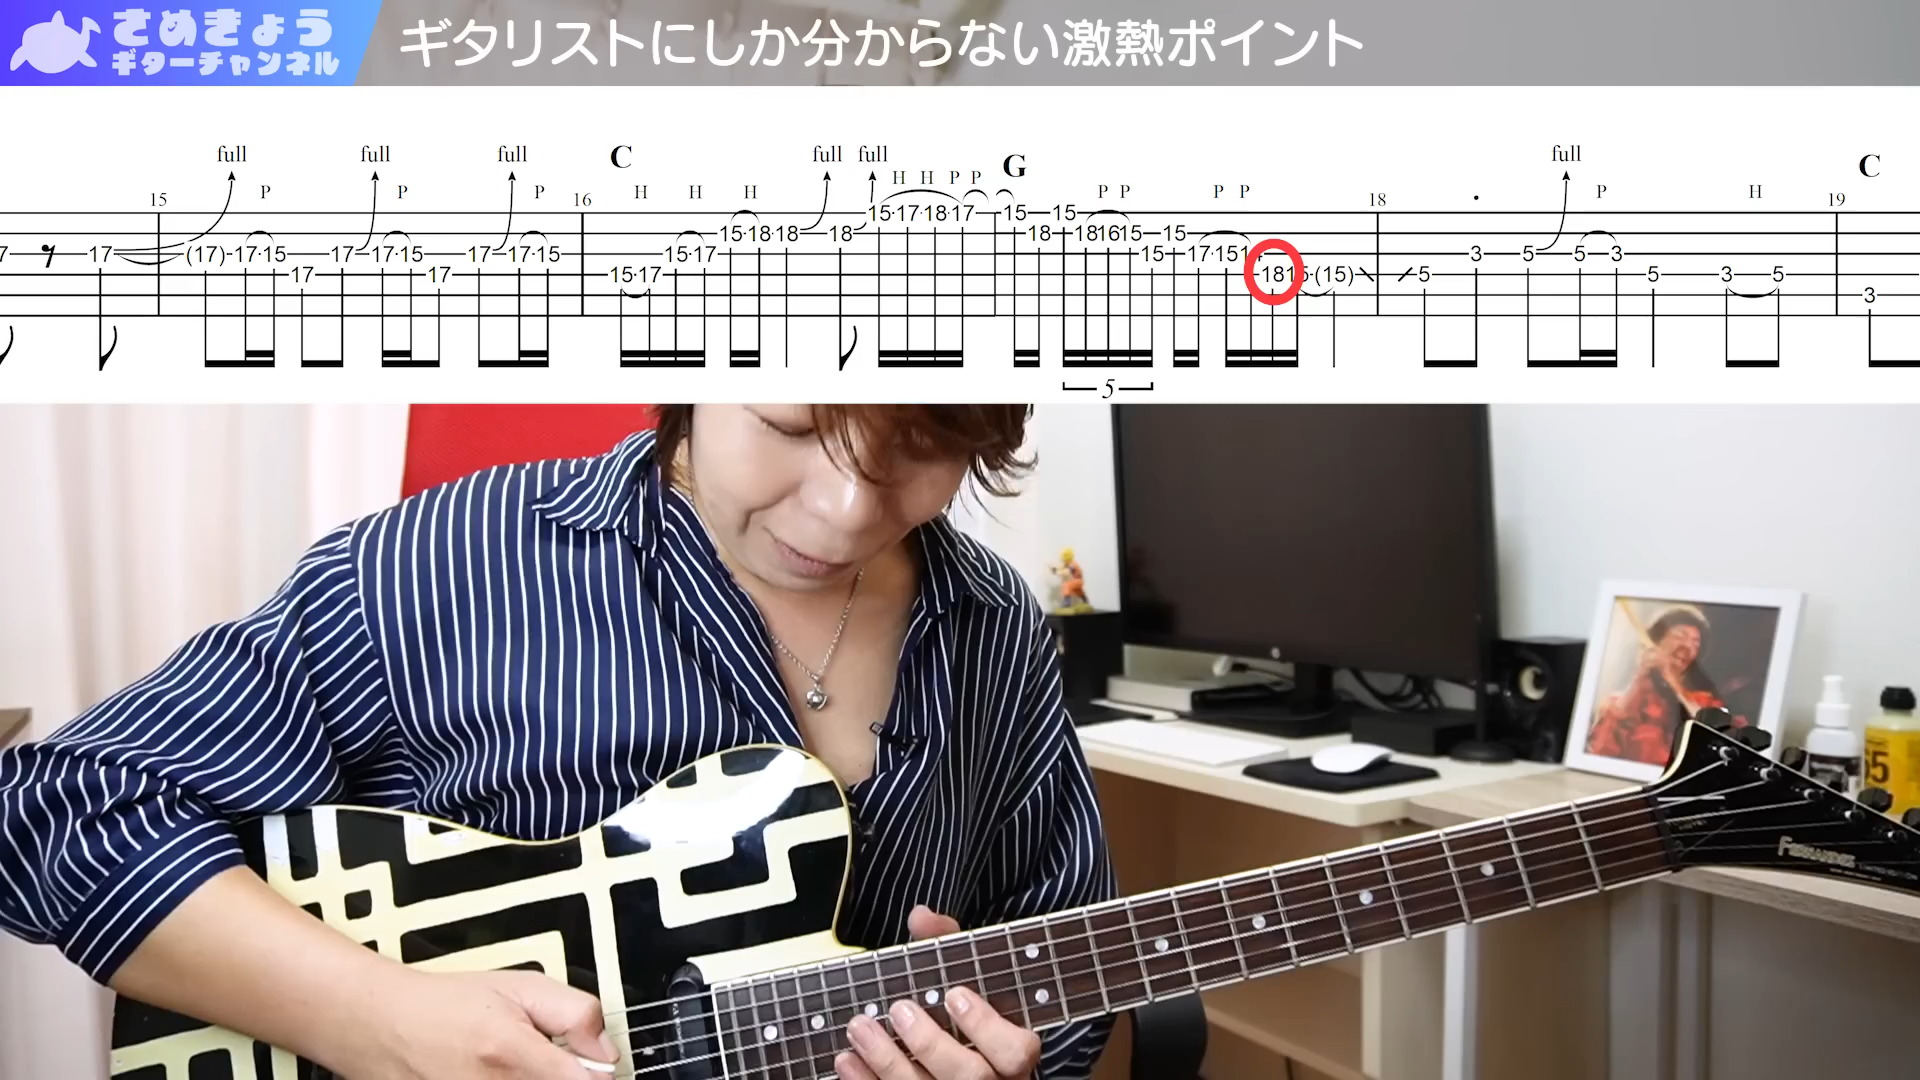 さめきょう
ギターチャンネル
ギタリストにしか分からない激熱ポイント
full full full C full full G full C
15 P P P 16 H H H H H P P P P P P 18 P H 19
15 17 18 17 15 15
15 18 18 18 18 18 16 15 15
7 17 (17) 17 15 17 17 15 17 17 15 15 17 15 17 15 14 3 5 5 3
17 17 15 17 18 15 (15) 5 5 3 5
3
5
FERNANDES